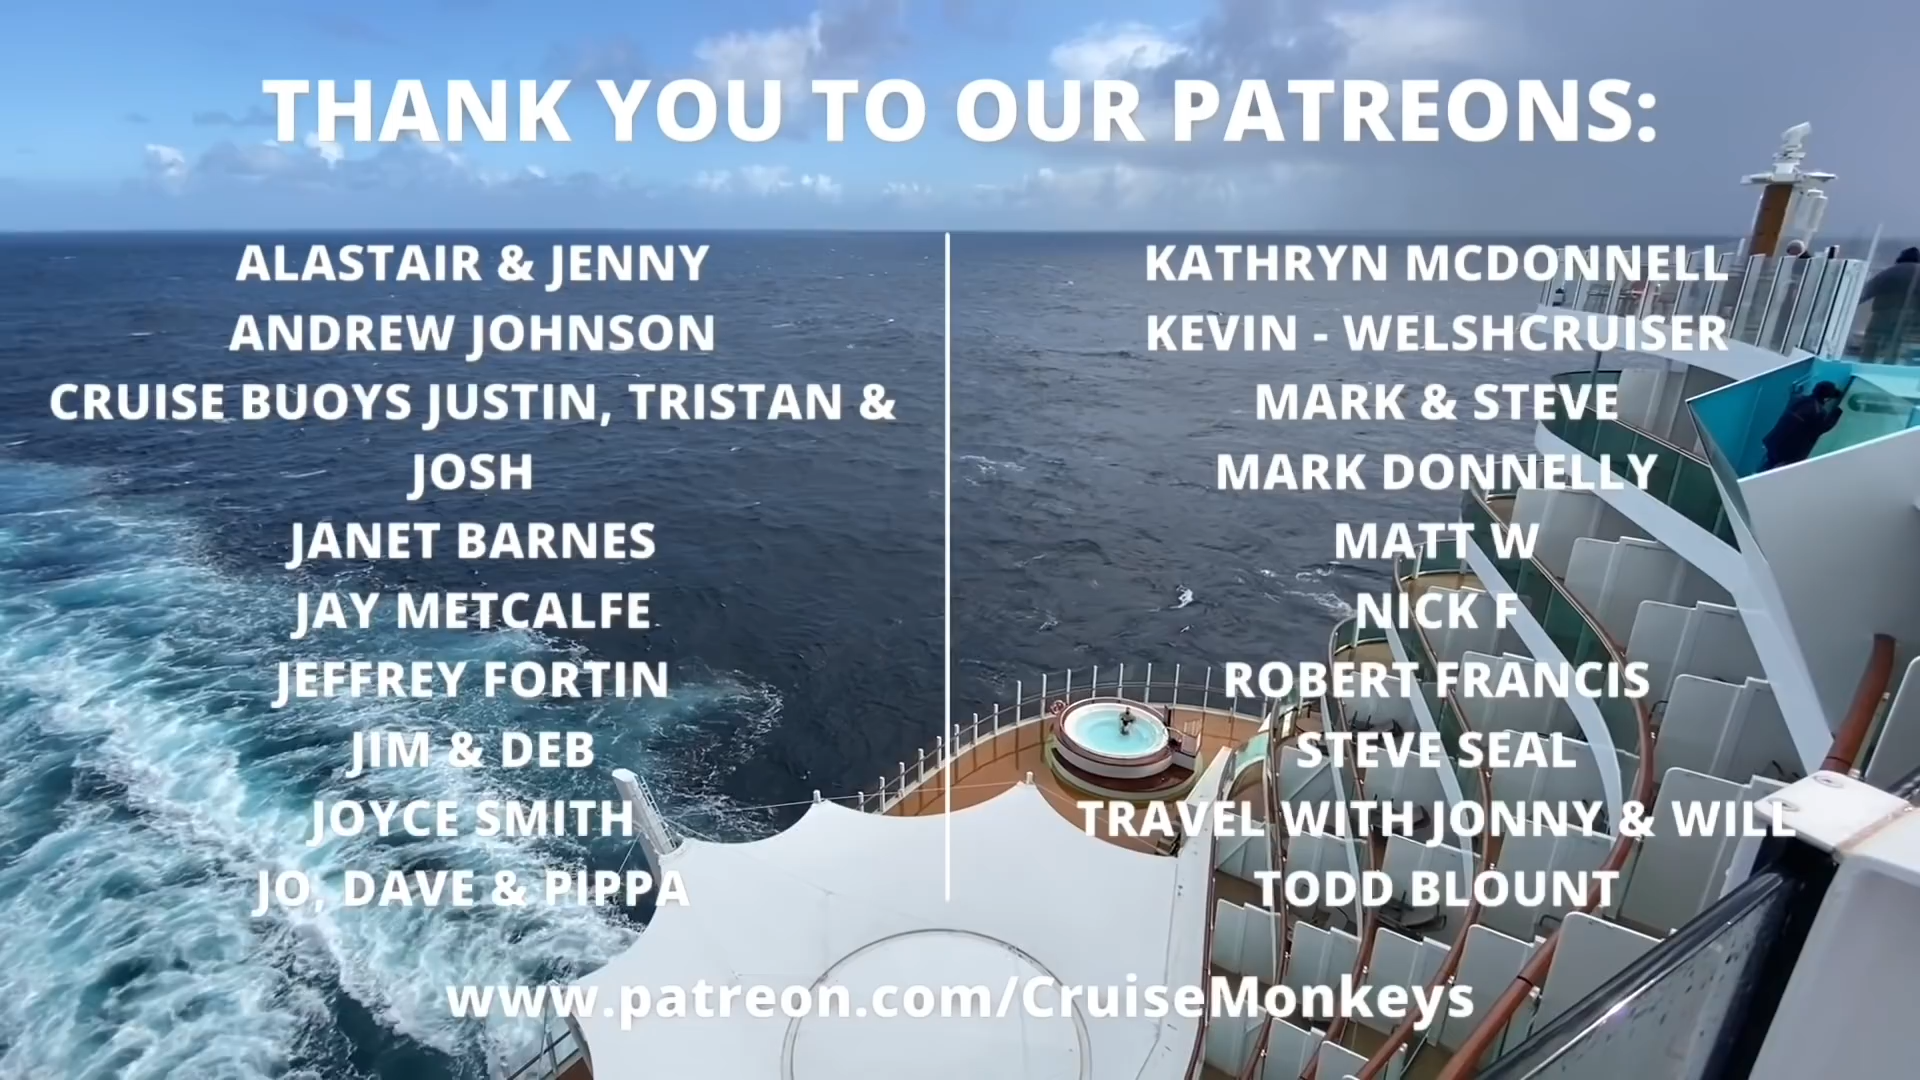 THANK YOU TO OUR PATREONS:
ALASTAIR & JENNY
ANDREW JOHNSON
CRUISE BUOYS JUSTIN, TRISTAN &
JOSH
JANET BARNES
JAY METCALFE
JEFFREY FORTIN
JIM & DEB
JOYCE SMITH
JO, DAVE & PIPPA
KATHRYN MCDONNELL
KEVIN - WELSHCRUISER
MARK & STEVE
MARK DONNELLY
MATT W
NICK F
ROBERT FRANCIS
STEVE SEAL
TRAVEL WITH JONNY & WILL
TODD BLOUNT
www.patreon.com/CruiseMonkeys